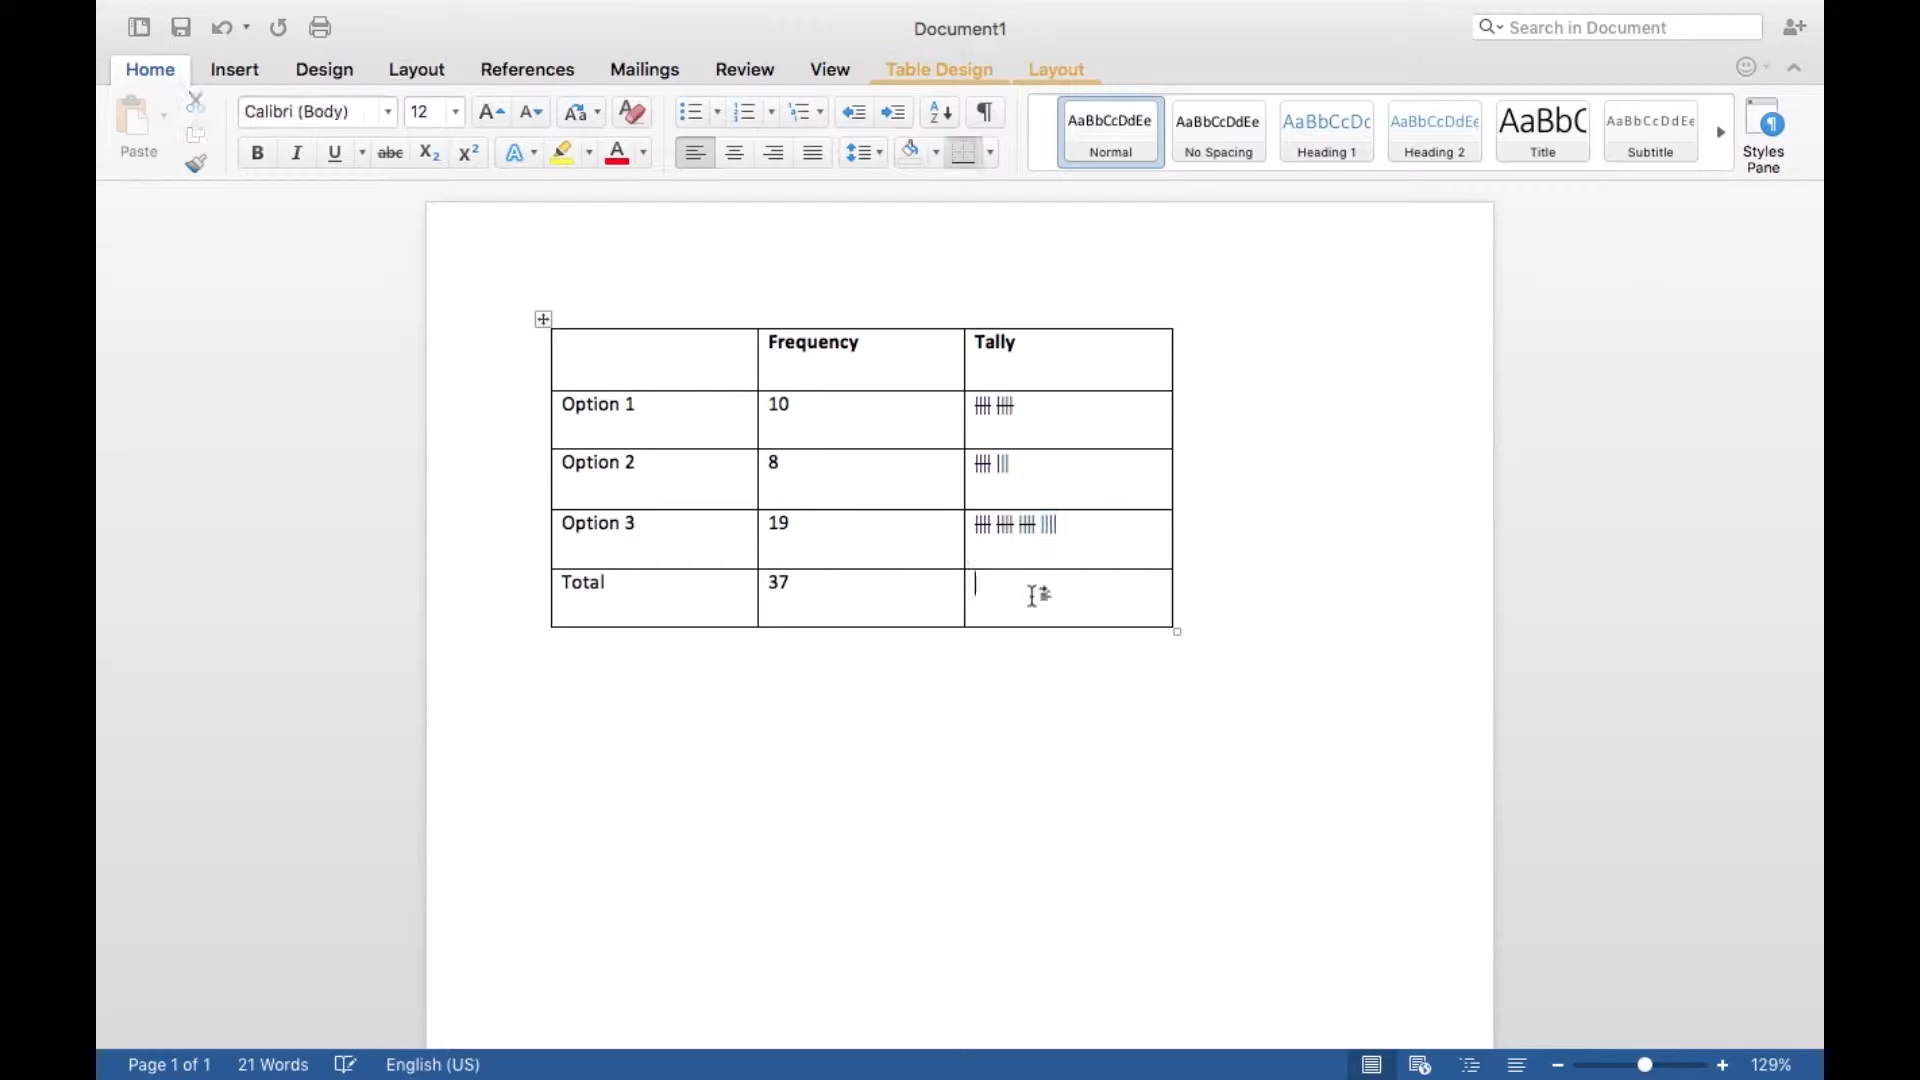 Document1
Search in Document
Home Insert Design Layout References Mailings Review View Table Design Layout
Paste
Calibri (Body) 12
B I U abc X2 X2
AaBbCcDdEe
Normal
AaBbCcDdEe
No Spacing
AaBbCcDc
Heading 1
AaBbCcDdEe
Heading 2
AaBbC
Title
AaBbCcDdEe
Subtitle
Styles
Pane
Frequency Tally
Option 1 10
Option 2 8
Option 3 19
Total 37
Page 1 of 1 21 Words English (US) 129%